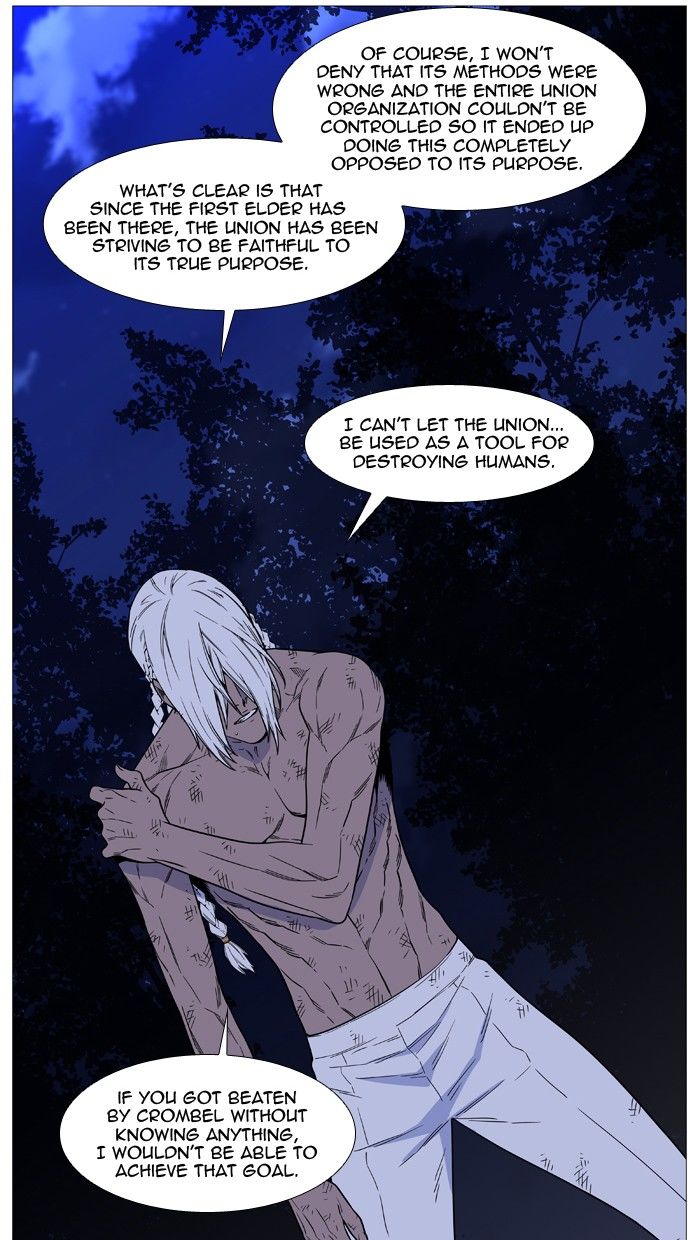 OF COURSE, I WON'T
DENY THAT ITS METHODS WERE
WRONG AND THE ENTIRE UNION
ORGANIZATION COULDN'T BE
CONTROLLED SO IT ENDED UP
DOING THIS COMPLETELY
OPPOSED TO ITS PURPOSE.
WHAT'S CLEAR IS THAT
SINCE THE FIRST ELDER HAS
BEEN THERE, THE UNION HAS BEEN
STRIVING TO BE FAITHFUL TO
ITS TRUE PURPOSE.
I CAN'T LET THE UNION...
BE USED AS A TOOL FOR
DESTROYING HUMANS.
IF YOU GOT BEATEN
BY CROMBEL WITHOUT
KNOWING ANYTHING,
I WOULDN'T BE ABLE TO
ACHIEVE THAT GOAL.